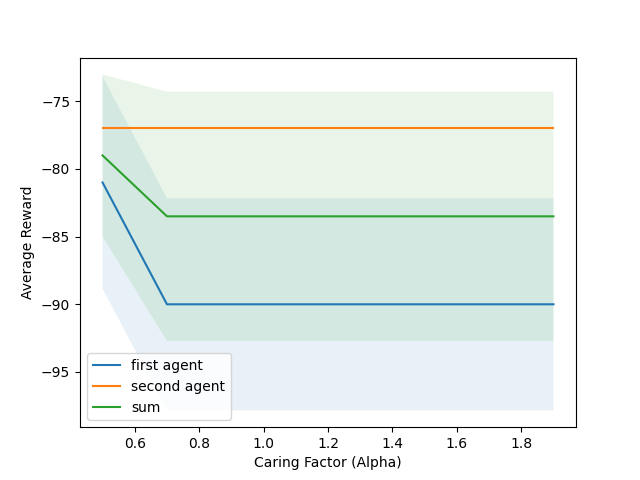 Average Reward
−75
−80
−85
−90
−95
first agent
second agent
sum
0.6 0.8 1.0 1.2 1.4 1.6 1.8
Caring Factor (Alpha)